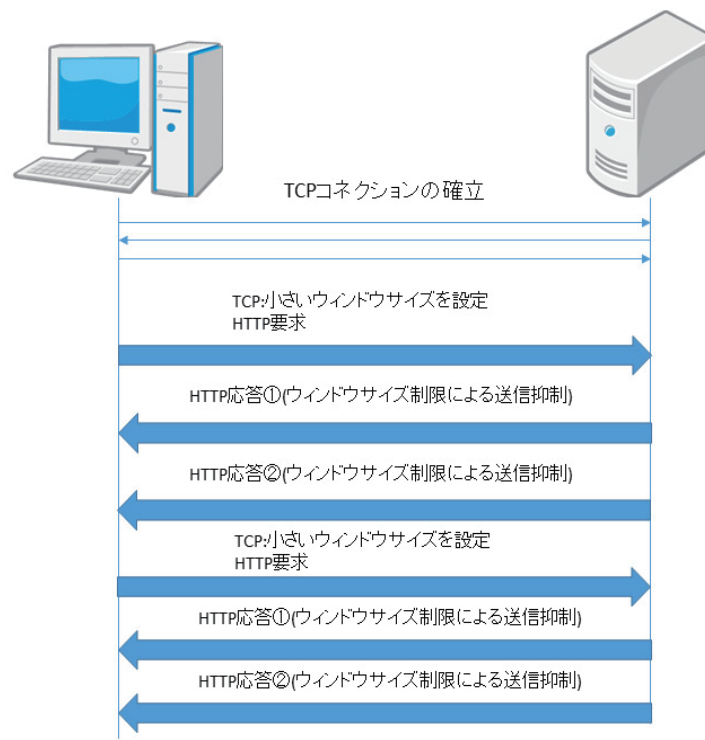 TCPコネクションの確立
TCP:小さいウィンドウサイズを設定
HTTP要求
HTTP応答①(ウィンドウサイズ制限による送信抑制)
HTTP応答②(ウィンドウサイズ制限による送信抑制)
TCP:小さいウィンドウサイズを設定
HTTP要求
HTTP応答①(ウィンドウサイズ制限による送信抑制)
HTTP応答②(ウィンドウサイズ制限による送信抑制)